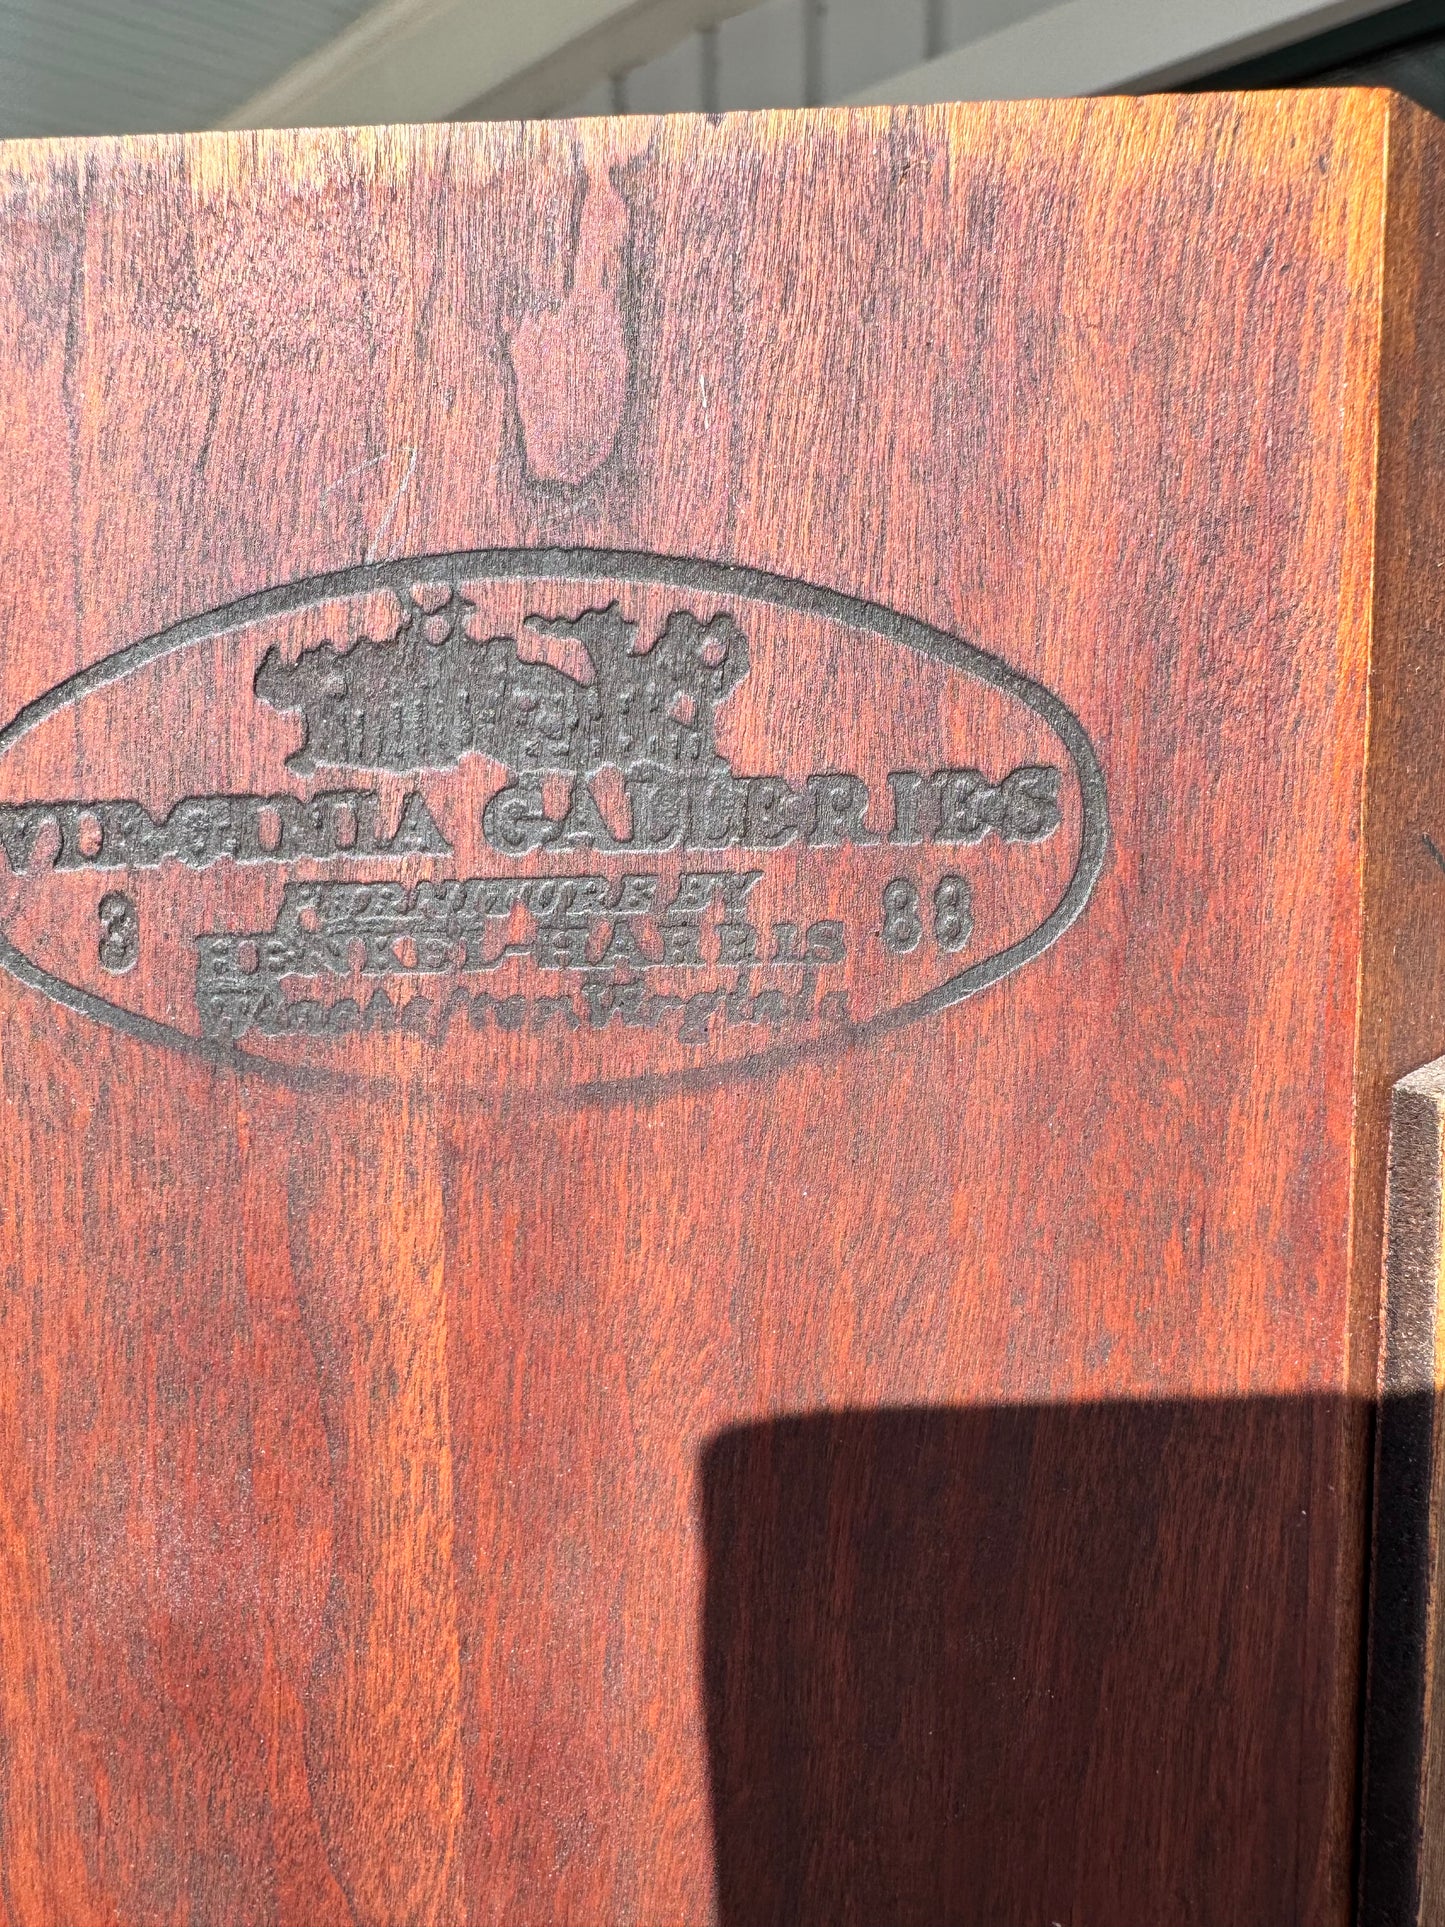 VIRGINIA GALLERIES
FURNITURE BY
3 HENKEL-HARRIS 88
Winchester Virginia